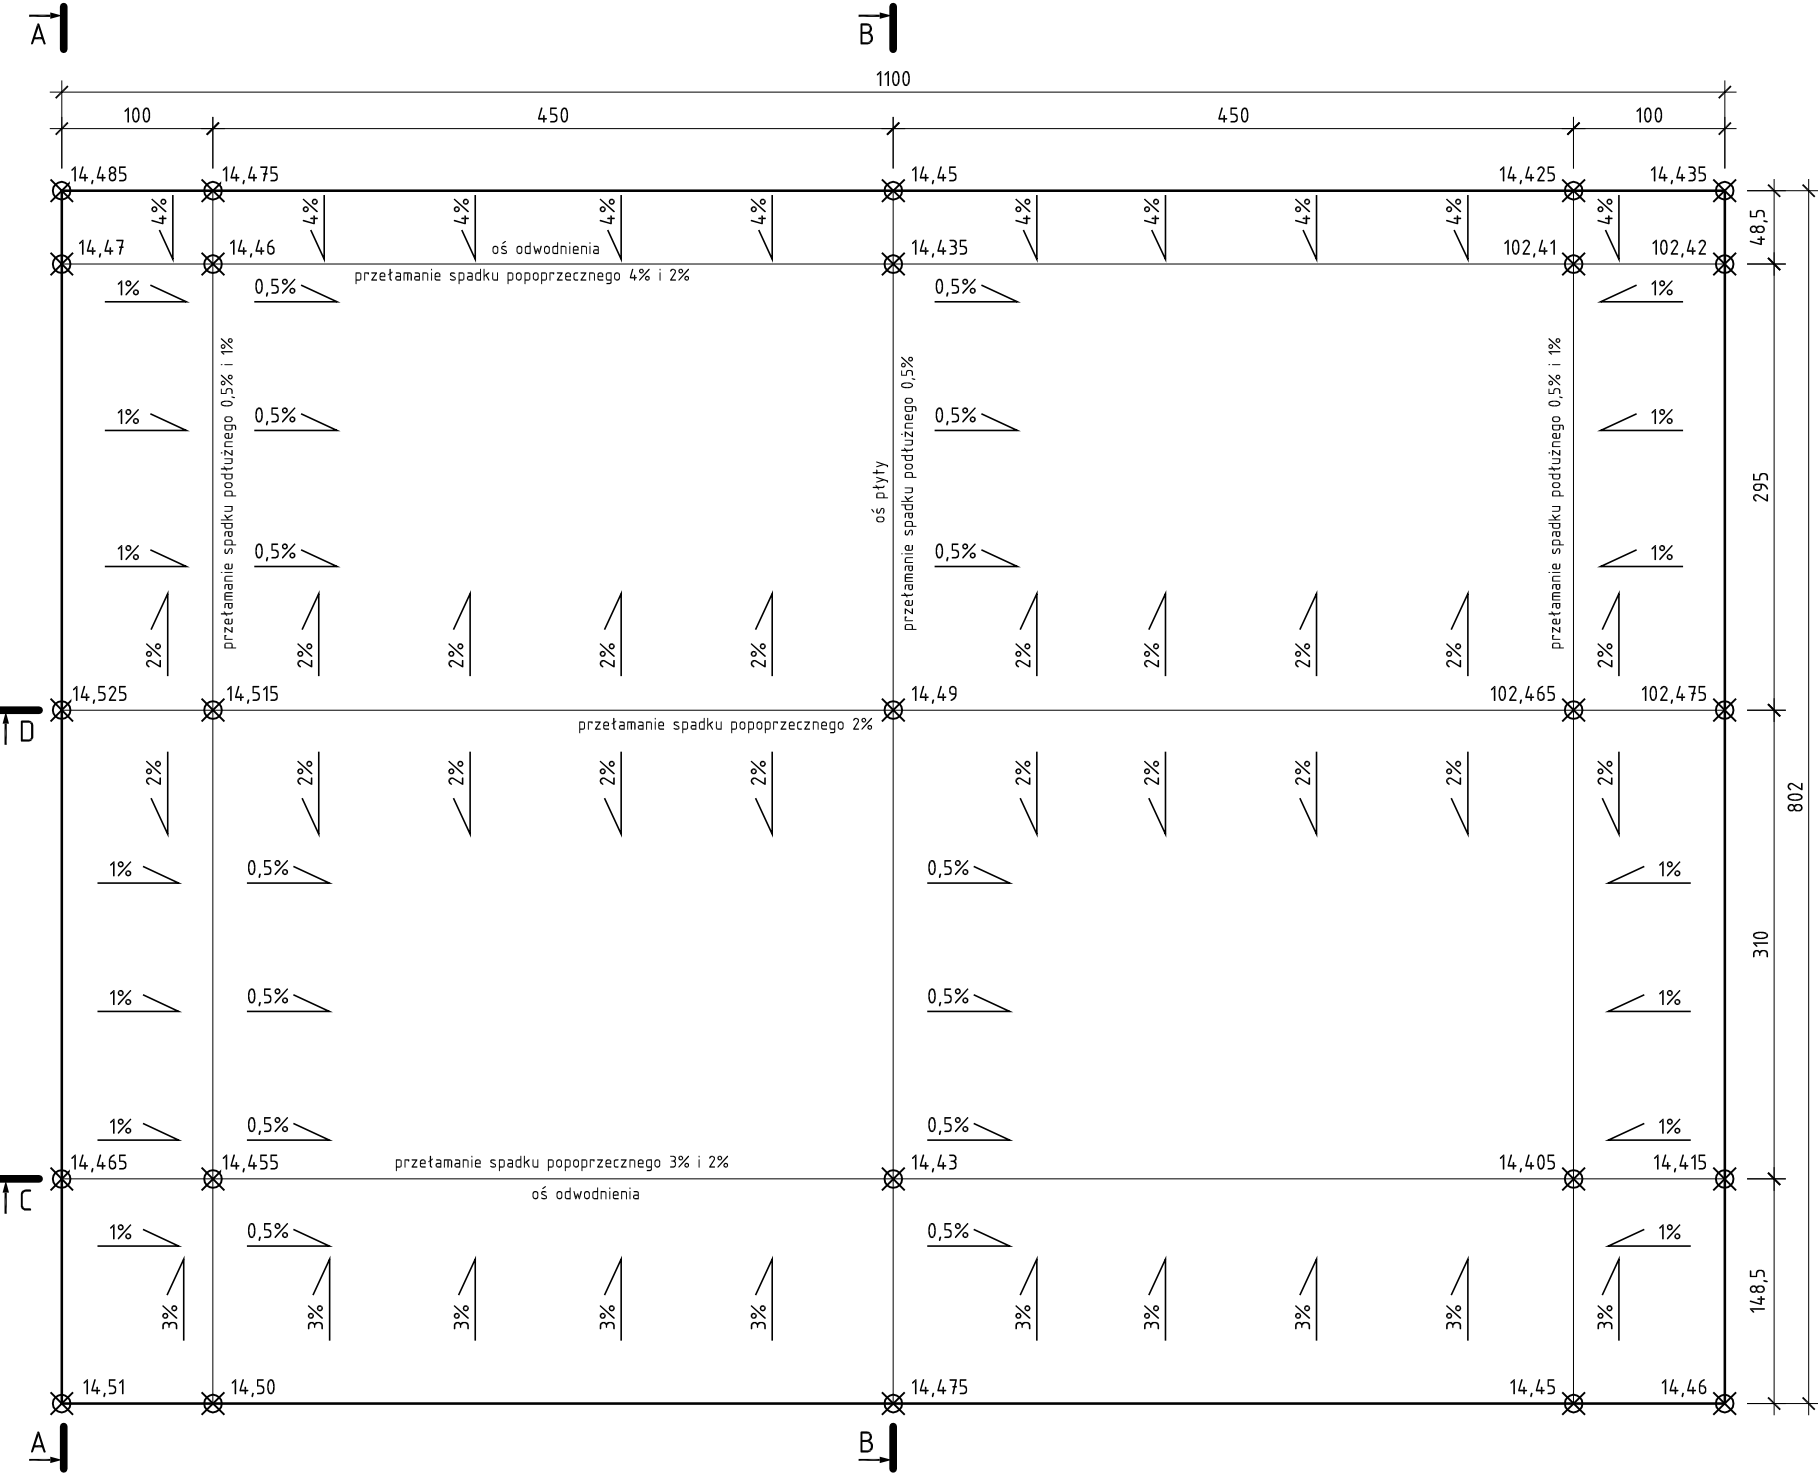 A B
1100
100 450 450 100
14,485 14,475 14,45 14,425 14,435
4% 4% 4% 4% 4% 4% 4% 4% 4% 4%
48,5
14,47 14,46 oś odwodnienia 14,435 102,41 102,42
przełamanie spadku popoprzecznego 4% i 2%
1% 0,5% 0,5% 1%
przełamanie spadku podłużnego 0,5% i 1%
oś płyty
przełamanie spadku podłużnego 0,5%
przełamanie spadku podłużnego 0,5% i 1%
1% 0,5% 0,5% 1%
295
1% 0,5% 0,5% 1%
2% 2% 2% 2% 2% 2% 2% 2% 2% 2%
14,525 14,515 14,49 102,465 102,475
D
przełamanie spadku popoprzecznego 2%
2% 2% 2% 2% 2% 2% 2% 2% 2% 2%
802
1% 0,5% 0,5% 1%
310
1% 0,5% 0,5% 1%
1% 0,5% 0,5% 1%
14,465 14,455 przełamanie spadku popoprzecznego 3% i 2% 14,43 14,405 14,415
C
oś odwodnienia
1% 0,5% 0,5% 1%
148,5
3% 3% 3% 3% 3% 3% 3% 3% 3% 3%
14,51 14,50 14,475 14,45 14,46
A B